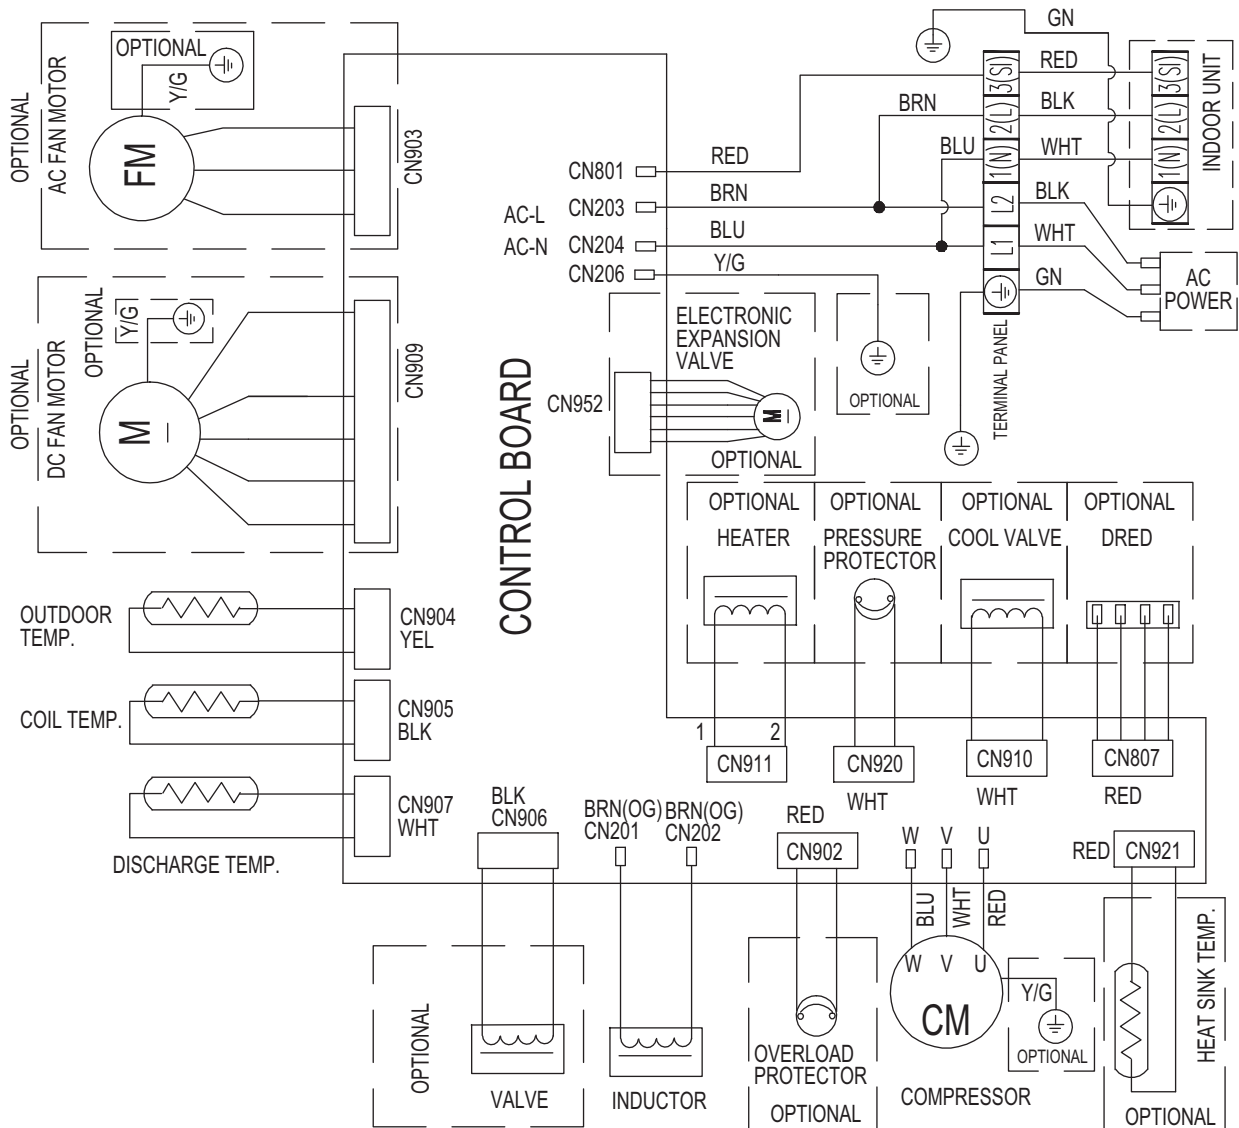 OPTIONAL
AC FAN MOTOR
OPTIONAL
Y/G
FM
CN903
OPTIONAL
DC FAN MOTOR
OPTIONAL
Y/G
M
CN909
OUTDOOR
TEMP.
CN904
YEL
COIL TEMP.
CN905
BLK
CN907
WHT
DISCHARGE TEMP.
CONTROL BOARD
CN801
RED
AC-L
CN203
BRN
AC-N
CN204
BLU
CN206
Y/G
BRN
BLU
GN
3(SI)
2(L)
1(N)
L2
L1
TERMINAL PANEL
RED
BLK
WHT
BLK
WHT
GN
3(SI)
2(L)
1(N)
INDOOR UNIT
AC
POWER
OPTIONAL
ELECTRONIC
EXPANSION
VALVE
CN952
M
OPTIONAL
OPTIONAL
HEATER
OPTIONAL
PRESSURE
PROTECTOR
OPTIONAL
COOL VALVE
OPTIONAL
DRED
1
2
CN911
CN920
WHT
CN910
WHT
CN807
RED
BLK
CN906
OPTIONAL
VALVE
BRN(OG)
CN201
BRN(OG)
CN202
INDUCTOR
RED
CN902
OVERLOAD
PROTECTOR
OPTIONAL
W V U
BLU
WHT
RED
W V U
CM
Y/G
OPTIONAL
COMPRESSOR
RED
CN921
HEAT SINK TEMP.
OPTIONAL